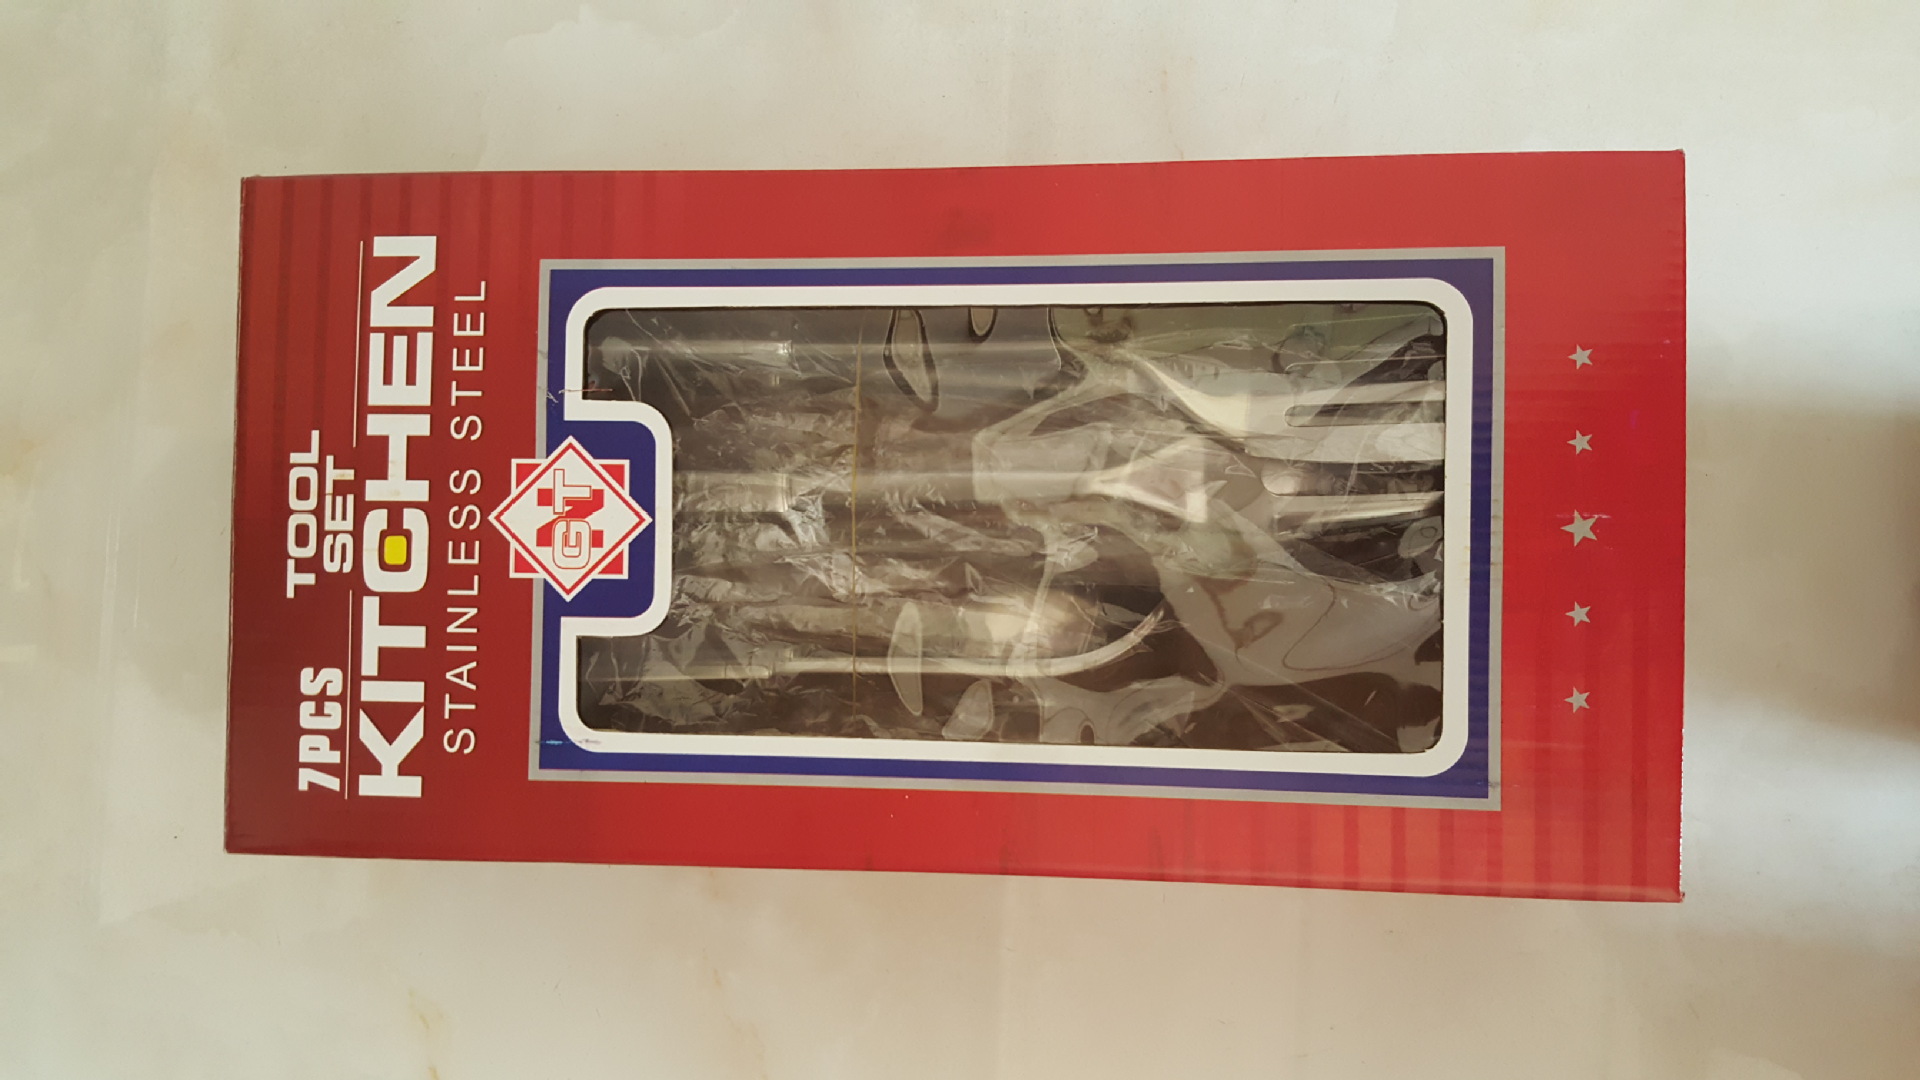 7PCS TOOL SET
KITCHEN
STAINLESS STEEL
GT